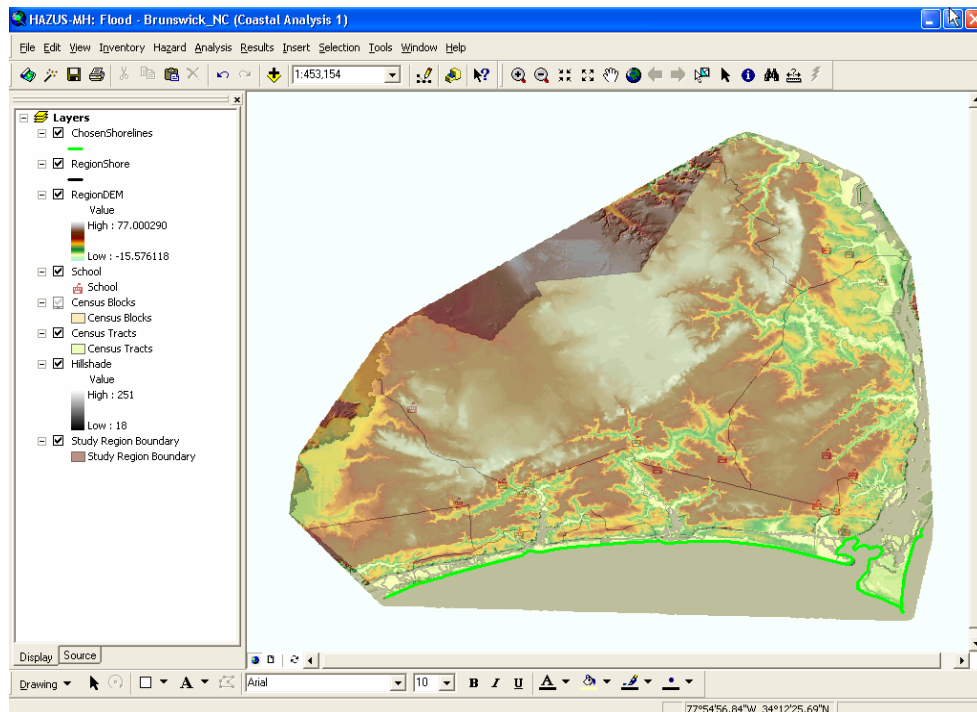 HAZUS-MH: Flood - Brunswick_NC (Coastal Analysis 1)
File Edit View Inventory Hazard Analysis Results Insert Selection Tools Window Help
1:453,154
Layers
ChosenShorelines
RegionShore
RegionDEM
Value
High : 77.000290
Low : -15.576118
School
School
Census Blocks
Census Blocks
Census Tracts
Census Tracts
Hillshade
Value
High : 251
Low : 18
Study Region Boundary
Study Region Boundary
Display Source
Drawing A Arial 10 B I U A
77°54'56.84"W 34°12'25.69"N